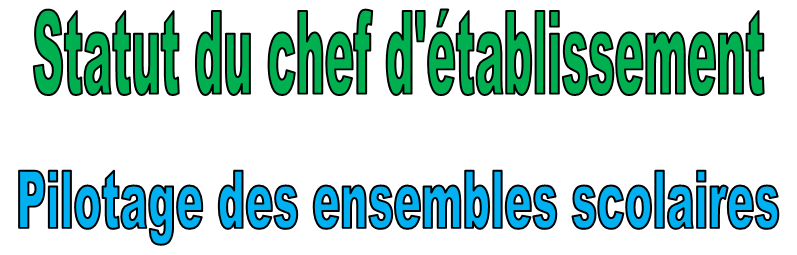 Statut du chef d'établissement
Pilotage des ensembles scolaires